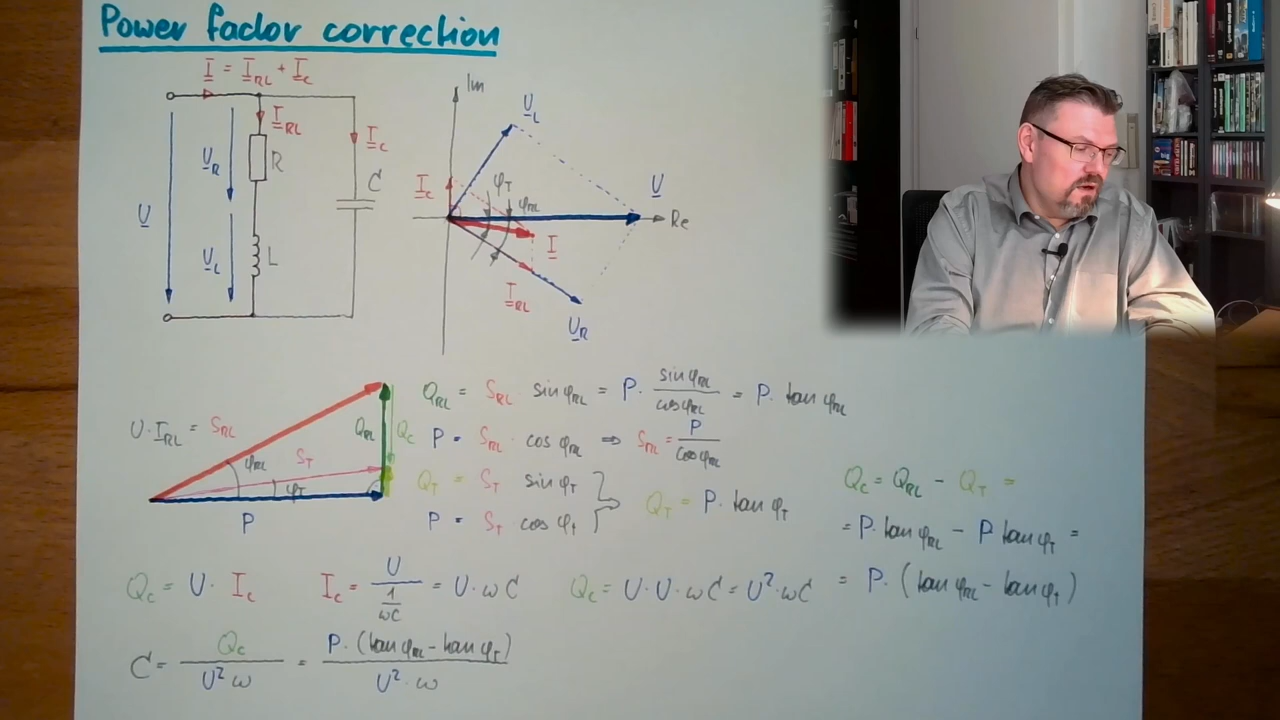 Power factor correction
I = I_RL + I_C
Im
U_L
I_RL
I_C
U_R
R
C
I_C
φ_T
U
φ_RL
U
Re
I
U_L
L
I_RL
U_R
Q_RL = S_RL · sin φ_RL = P · sin φ_RL / cos φ_RL = P · tan φ_RL
U · I_RL = S_RL
Q_RL
Q_C
P = S_RL · cos φ_RL ⇒ S_RL = P / cos φ_RL
φ_RL
S_T
φ_T
P
Q_T = S_T sin φ_T
P = S_T cos φ_T
Q_T = P · tan φ_T
Q_C = Q_RL - Q_T =
= P · tan φ_RL - P tan φ_T =
= P · (tan φ_RL - tan φ_T)
Q_C = U · I_C
I_C = U / (1 / ωC) = U · ωC
Q_C = U · U · ωC = U² · ωC
C = Q_C / U² ω = P · (tan φ_RL - tan φ_T) / U² · ω